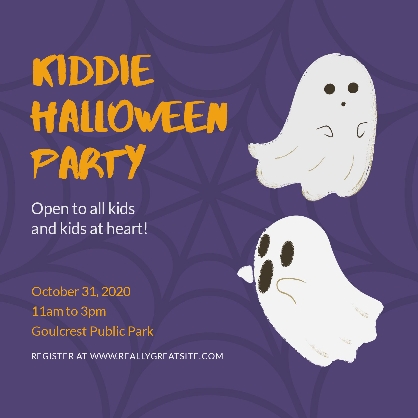 KIDDIE
HALLOWEEN
PARTY
Open to all kids
and kids at heart!
October 31, 2020
11am to 3pm
Goulcrest Public Park
REGISTER AT WWW.REALLYGREATSITE.COM